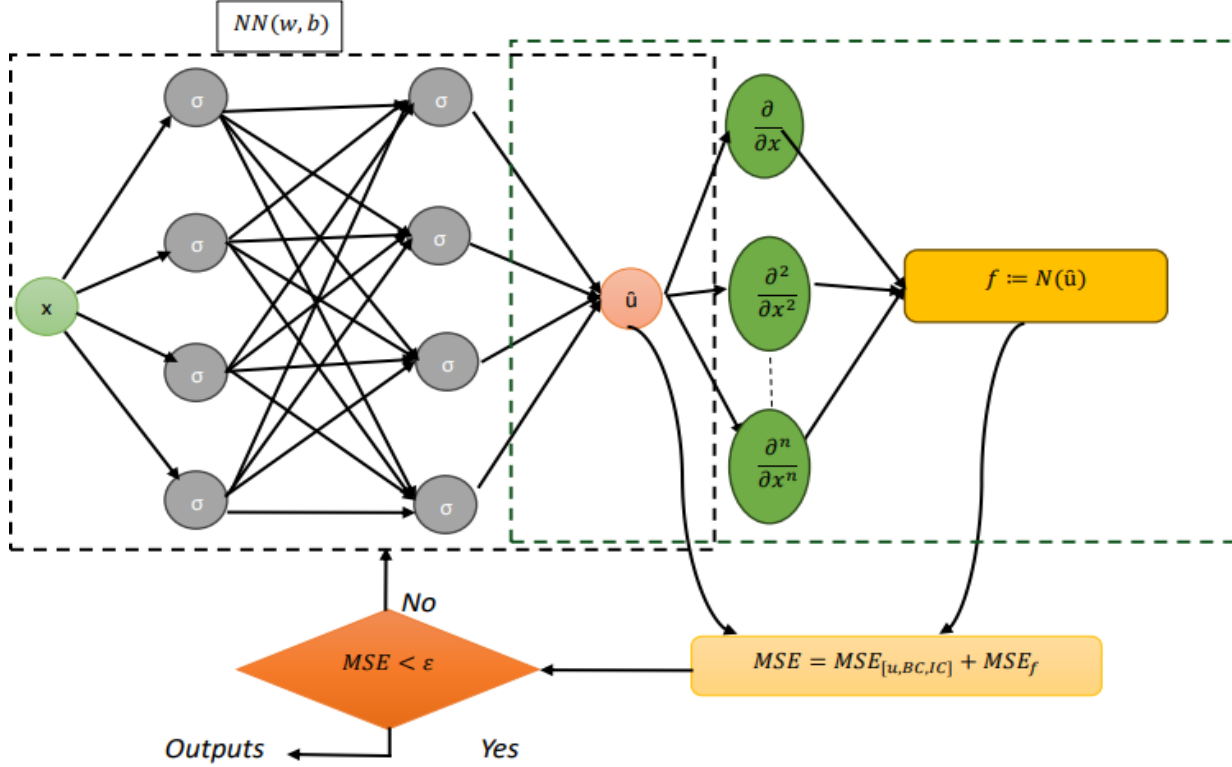 NN(w, b)
σ
σ
σ
σ
σ
σ
σ
σ
x
û
∂
∂x
∂²
∂x²
∂ⁿ
∂xⁿ
f ≔ N(û)
No
MSE < ε
MSE = MSE[u,BC,IC] + MSEf
Outputs
Yes